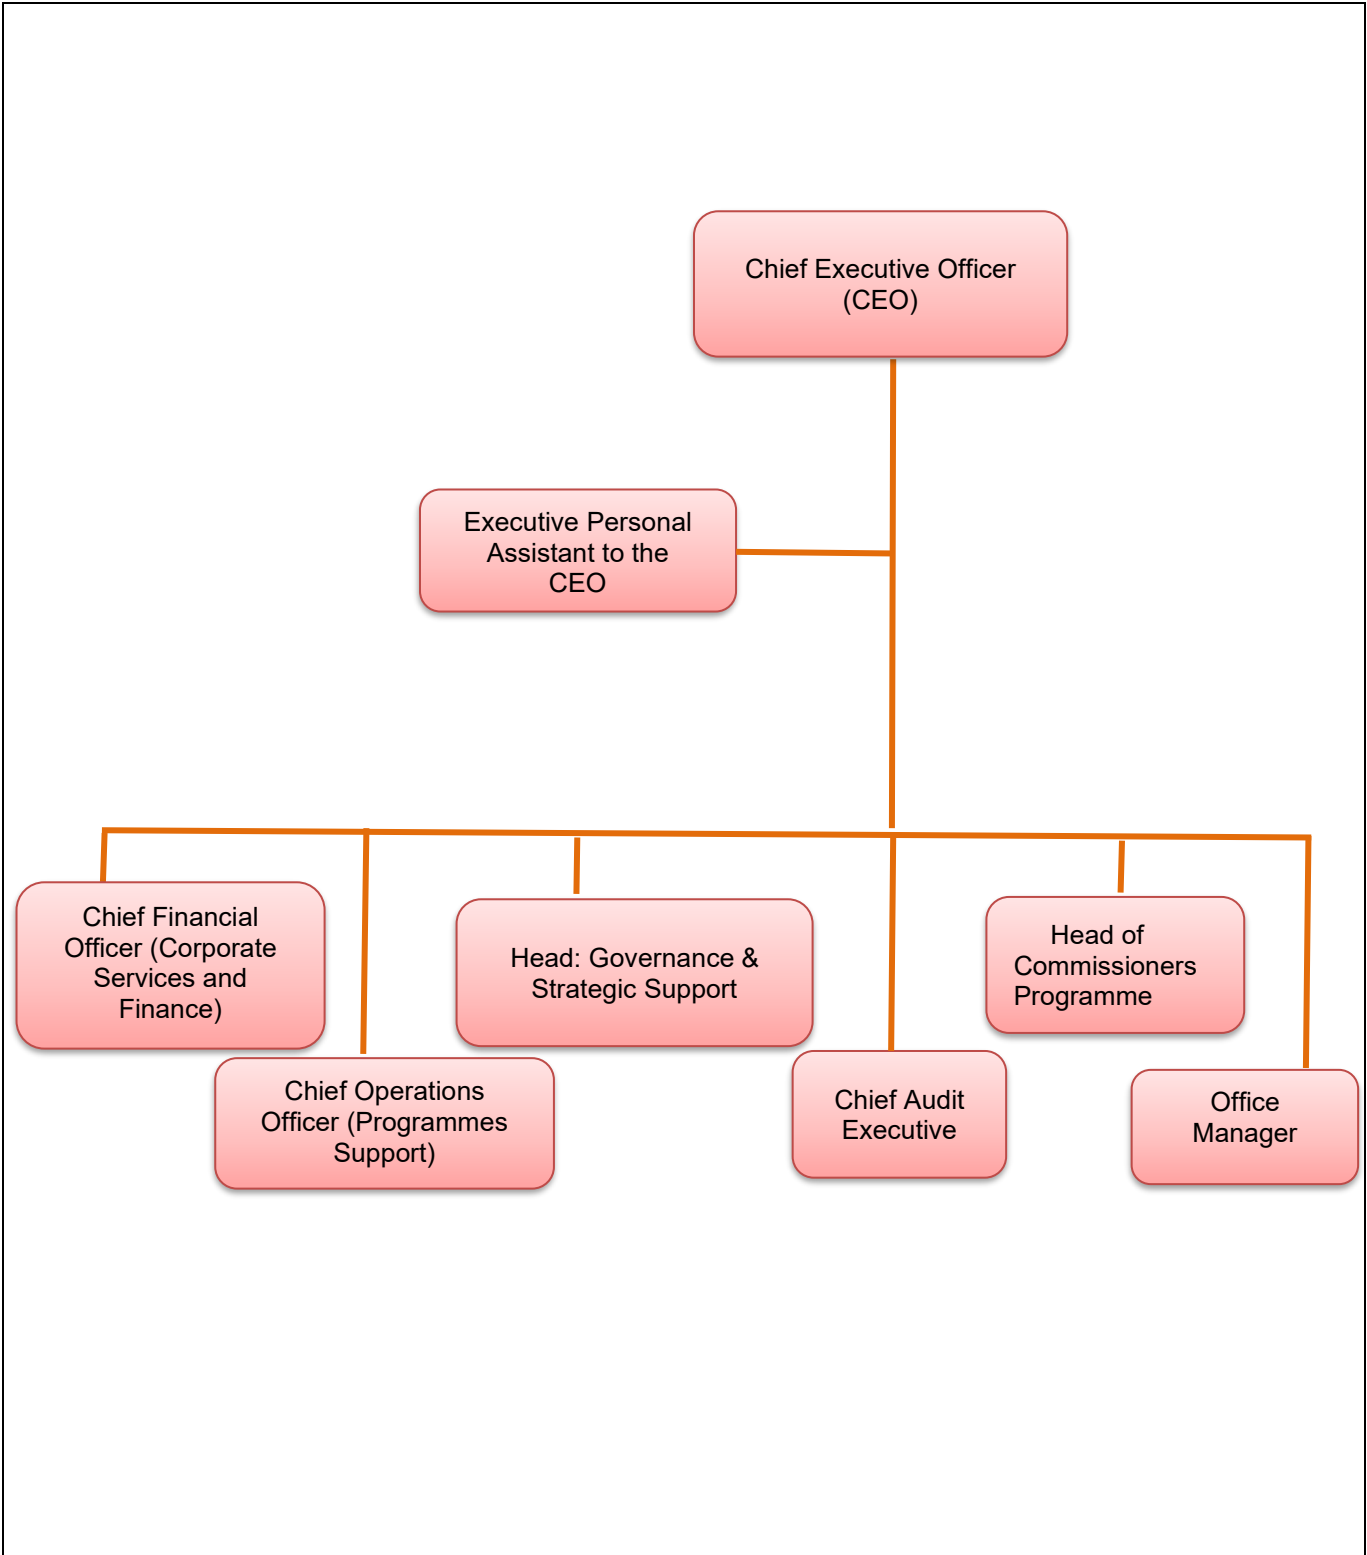 Chief Executive Officer
(CEO)
Executive Personal
Assistant to the
CEO
Chief Financial
Officer (Corporate
Services and
Finance)
Head: Governance &
Strategic Support
Head of
Commissioners
Programme
Chief Operations
Officer (Programmes
Support)
Chief Audit
Executive
Office
Manager